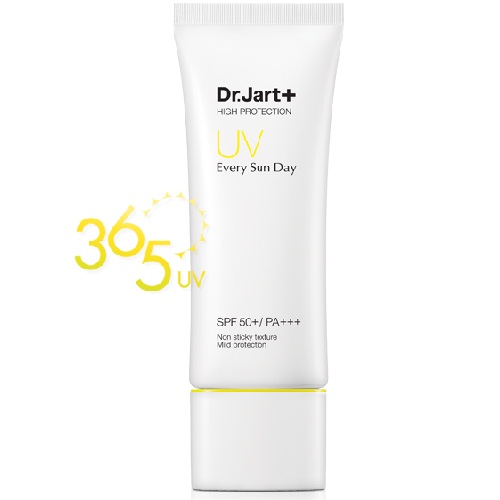 Dr.Jart+
HIGH PROTECTION
UV
Every Sun Day
365 UV
SPF 50+/ PA+++
Non sticky texture
Mild protection